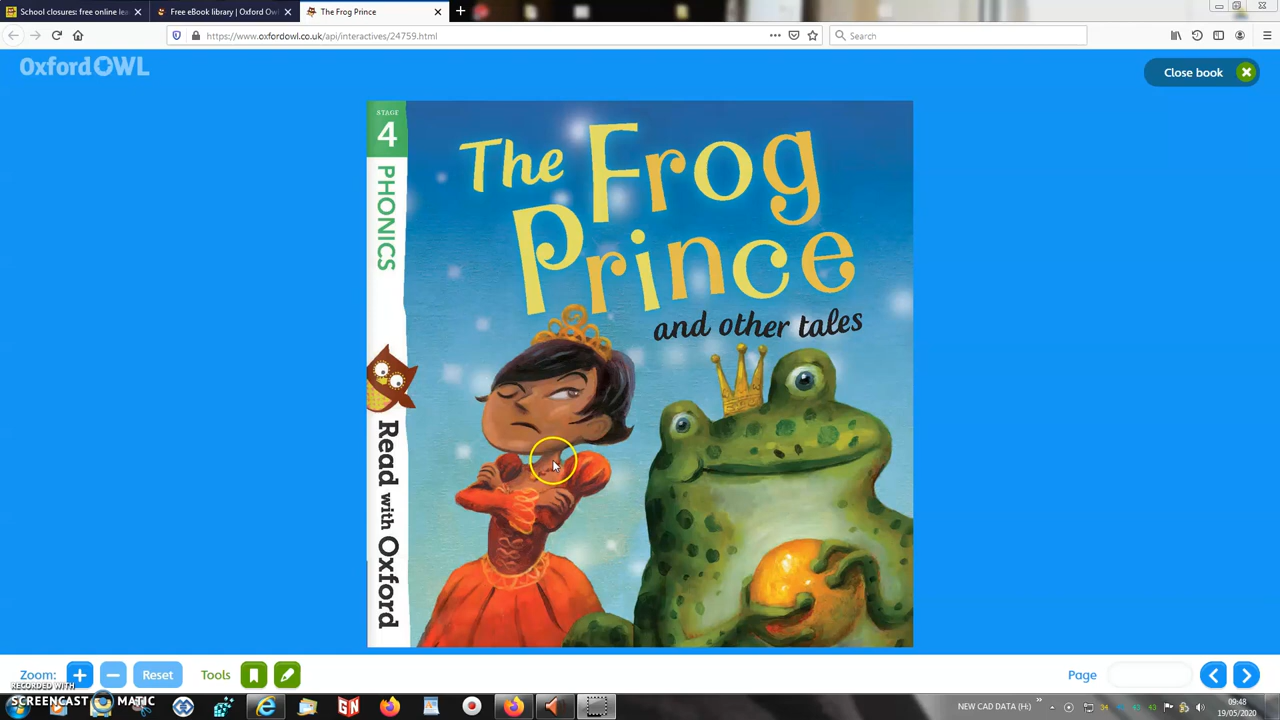 School closures: free online lea
Free eBook library | Oxford Ow
The Frog Prince
https://www.oxfordowl.co.uk/api/interactives/24759.html
Search
OxfordOWL
Close book
STAGE
4
PHONICS
Read with Oxford
The Frog
Prince
and other tales
Zoom:
Reset
Tools
Page
RECORDED WITH
SCREENCAST MATIC
GN
NEW CAD DATA (H:)
09:48
19/05/2020